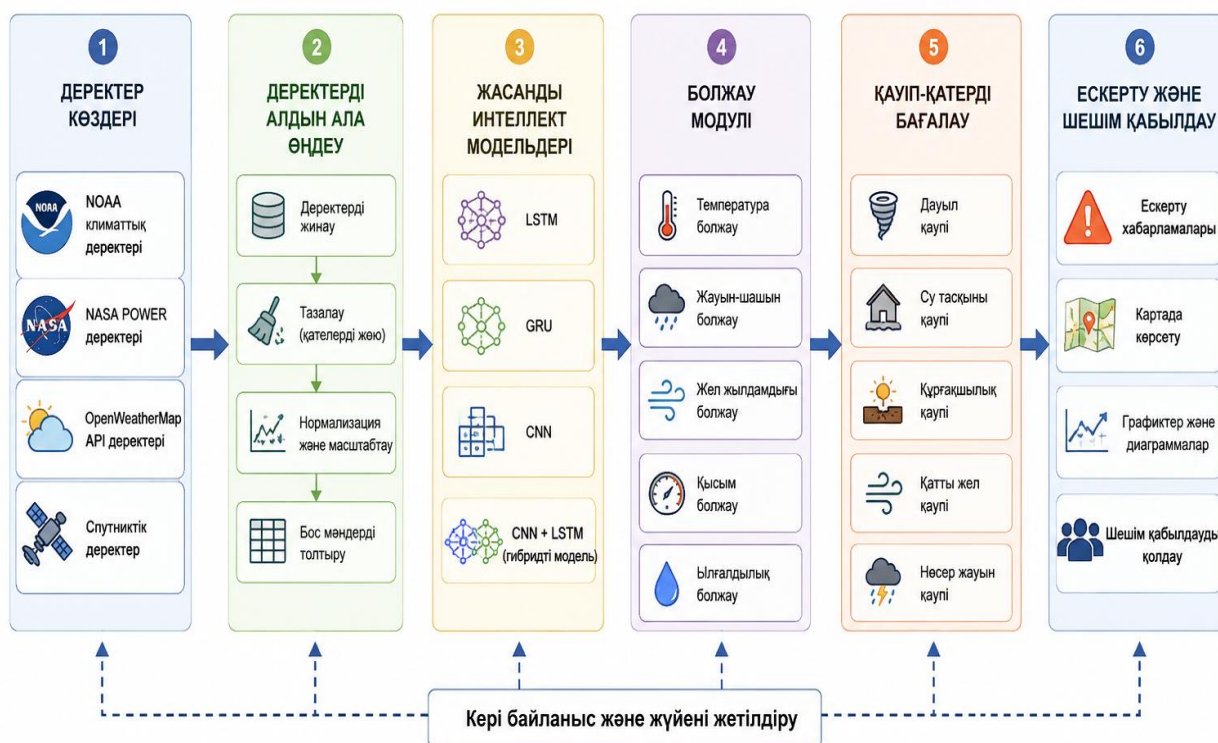 1
ДЕРЕКТЕР
КӨЗДЕРІ
NOAA
NOAA
климаттық
деректері
NASA
NASA POWER
деректері
OpenWeatherMap
API деректері
Спутниктік
деректер
2
ДЕРЕКТЕРДІ
АЛДЫН АЛА
ӨҢДЕУ
Деректерді
жинау
Тазалау
(қателерді жою)
Нормализация
және масштабтау
Бос мәндерді
толтыру
3
ЖАСАНДЫ
ИНТЕЛЛЕКТ
МОДЕЛЬДЕРІ
LSTM
GRU
CNN
CNN + LSTM
(гибридті модель)
4
БОЛЖАУ
МОДУЛІ
Температура
болжау
Жауын-шашын
болжау
Жел жылдамдығы
болжау
Қысым
болжау
Ылғалдылық
болжау
5
ҚАУІП-ҚАТЕРДІ
БАҒАЛАУ
Дауыл
қаупі
Су тасқыны
қаупі
Құрғақшылық
қаупі
Қатты жел
қаупі
Нөсер жауын
қаупі
6
ЕСКЕРТУ ЖӘНЕ
ШЕШІМ ҚАБЫЛДАУ
Ескерту
хабарламалары
Картада
көрсету
Графиктер және
диаграммалар
Шешім қабылдауды
қолдау
Кері байланыс және жүйені жетілдіру